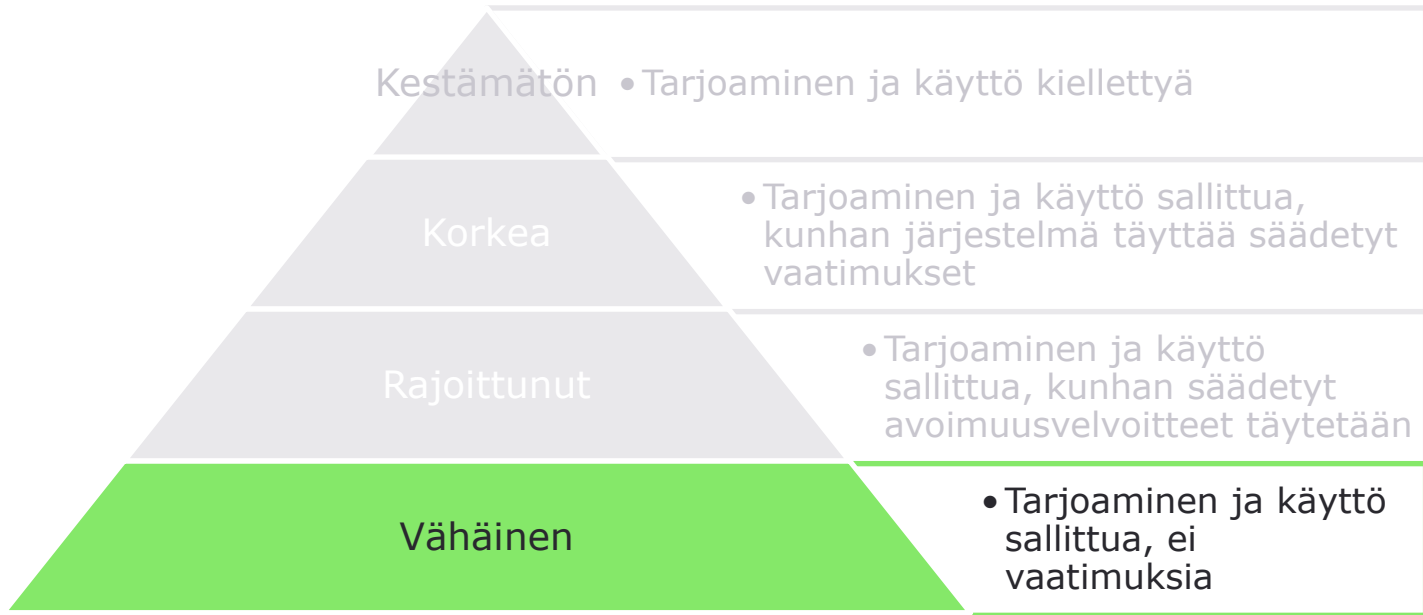 Kestämätön
• Tarjoaminen ja käyttö kiellettyä
Korkea
• Tarjoaminen ja käyttö sallittua,
kunhan järjestelmä täyttää säädetyt
vaatimukset
Rajoittunut
• Tarjoaminen ja käyttö
sallittua, kunhan säädetyt
avoimuusvelvoitteet täytetään
Vähäinen
• Tarjoaminen ja käyttö
sallittua, ei
vaatimuksia